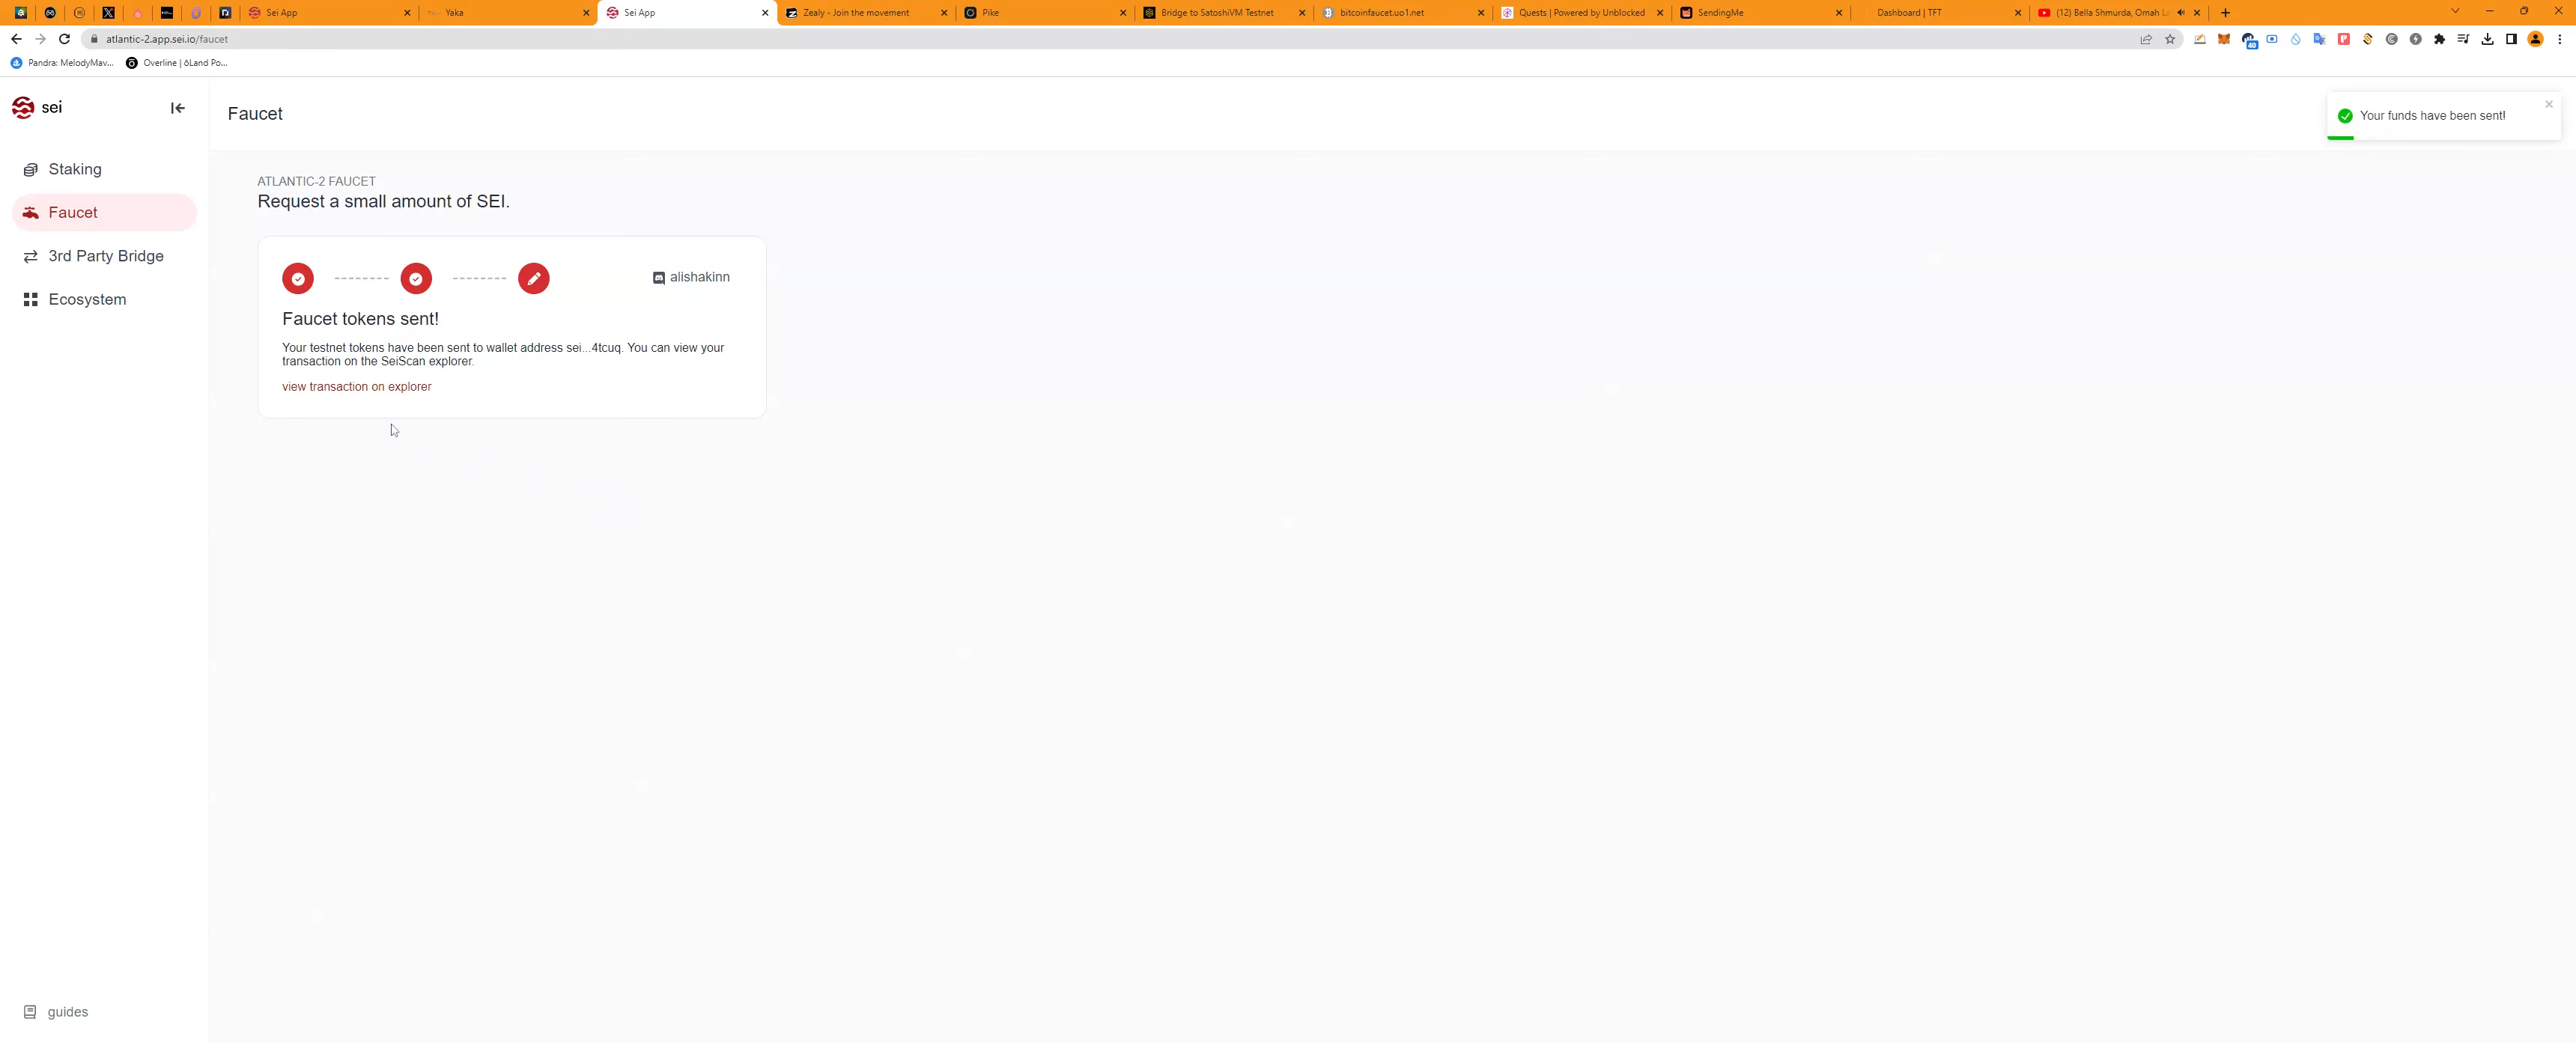 Sei App
Yaka
Sei App
Zealy - Join the movement
Pike
Bridge to SatoshiVM Testnet
bitcoinfaucet.uo1.net
Quests | Powered by Unblocked
SendingMe
Dashboard | TFT
(12) Bella Shmurda, Omah L
atlantic-2.app.sei.io/faucet
40
Pandra: MelodyMav...
Overline | őLand Po...
sei
Faucet
Your funds have been sent!
Staking
Faucet
3rd Party Bridge
Ecosystem
ATLANTIC-2 FAUCET
Request a small amount of SEI.
alishakinn
Faucet tokens sent!
Your testnet tokens have been sent to wallet address sei...4tcuq. You can view your
transaction on the SeiScan explorer.
view transaction on explorer
guides